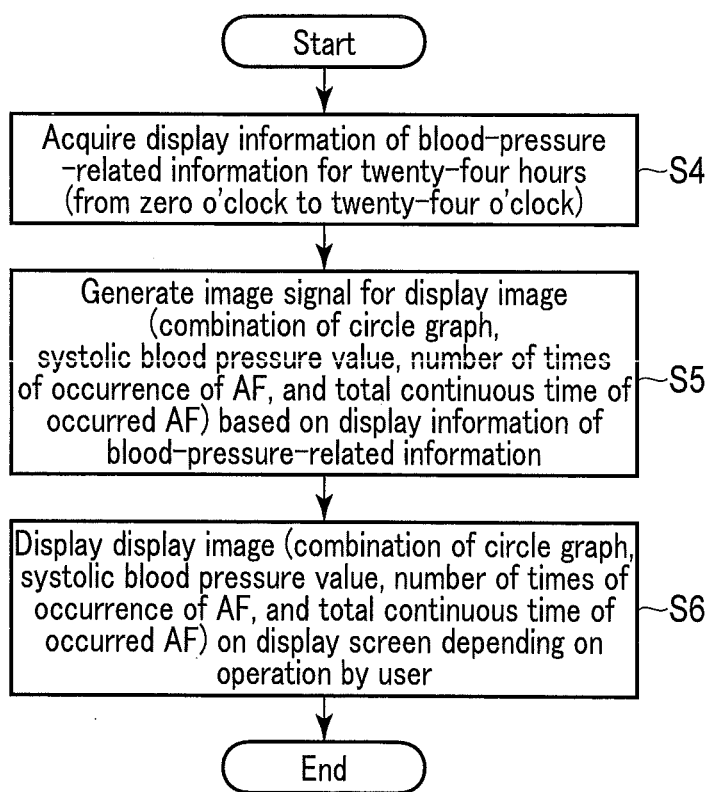 Start
Acquire display information of blood-pressure
-related information for twenty-four hours
(from zero o'clock to twenty-four o'clock)
S4
Generate image signal for display image
(combination of circle graph,
systolic blood pressure value, number of times
of occurrence of AF, and total continuous time of
occurred AF) based on display information of
blood-pressure-related information
S5
Display display image (combination of circle graph,
systolic blood pressure value, number of times of
occurrence of AF, and total continuous time of
occurred AF) on display screen depending on
operation by user
S6
End